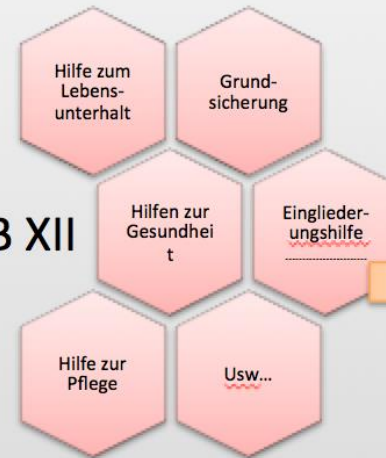 Hilfe zum
Lebens-
unterhalt
Grund-
sicherung
B XII
Hilfen zur
Gesundhei
t
Einglieder-
ungshilfe
Hilfe zur
Pflege
Usw...